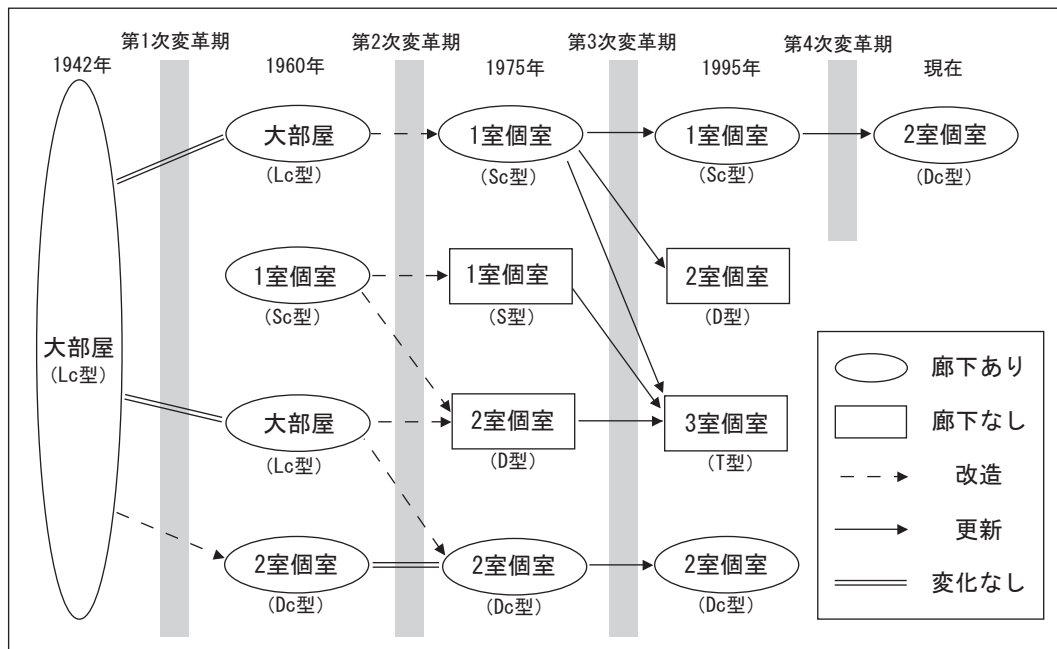 第1次変革期
第2次変革期
第3次変革期
第4次変革期
1942年
1960年
1975年
1995年
現在
大部屋
(Lc型)
1室個室
(Sc型)
1室個室
(Sc型)
2室個室
(Dc型)
1室個室
(Sc型)
1室個室
(S型)
2室個室
(D型)
大部屋
(Lc型)
大部屋
(Lc型)
2室個室
(D型)
3室個室
(T型)
2室個室
(Dc型)
2室個室
(Dc型)
2室個室
(Dc型)
廊下あり
廊下なし
改造
更新
変化なし